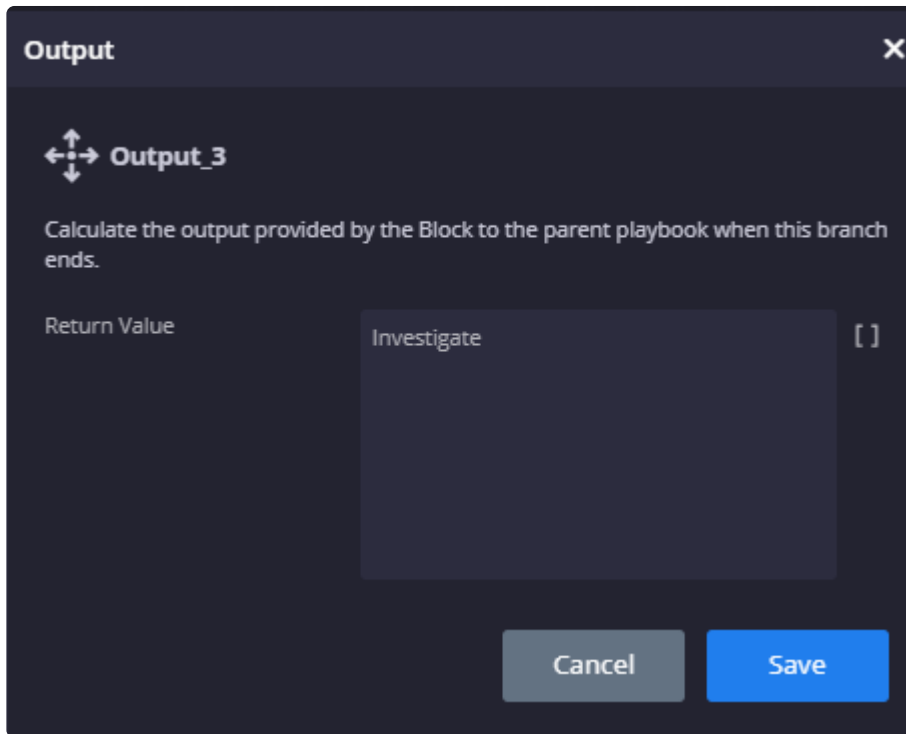 Output
Output_3
Calculate the output provided by the Block to the parent playbook when this branch
ends.
Return Value
Investigate
[ ]
Cancel
Save